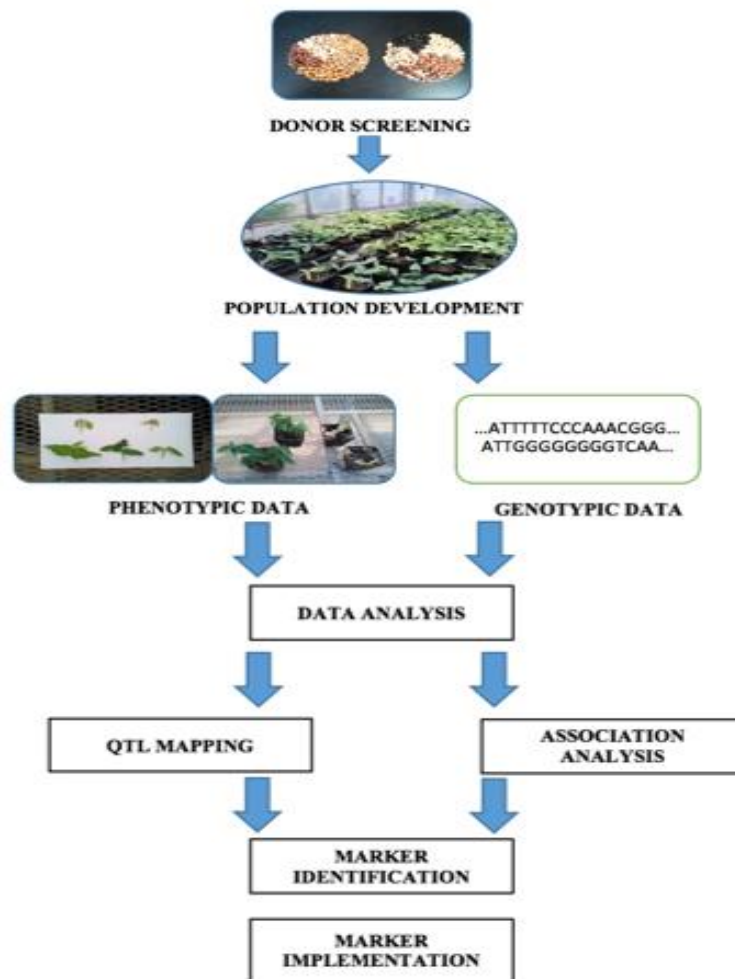 DONOR SCREENING
POPULATION DEVELOPMENT
...ATTTTTCCCAAACGGG...
ATTGGGGGGGGTCAA...
PHENOTYPIC DATA
GENOTYPIC DATA
DATA ANALYSIS
QTL MAPPING
ASSOCIATION
ANALYSIS
MARKER
IDENTIFICATION
MARKER
IMPLEMENTATION